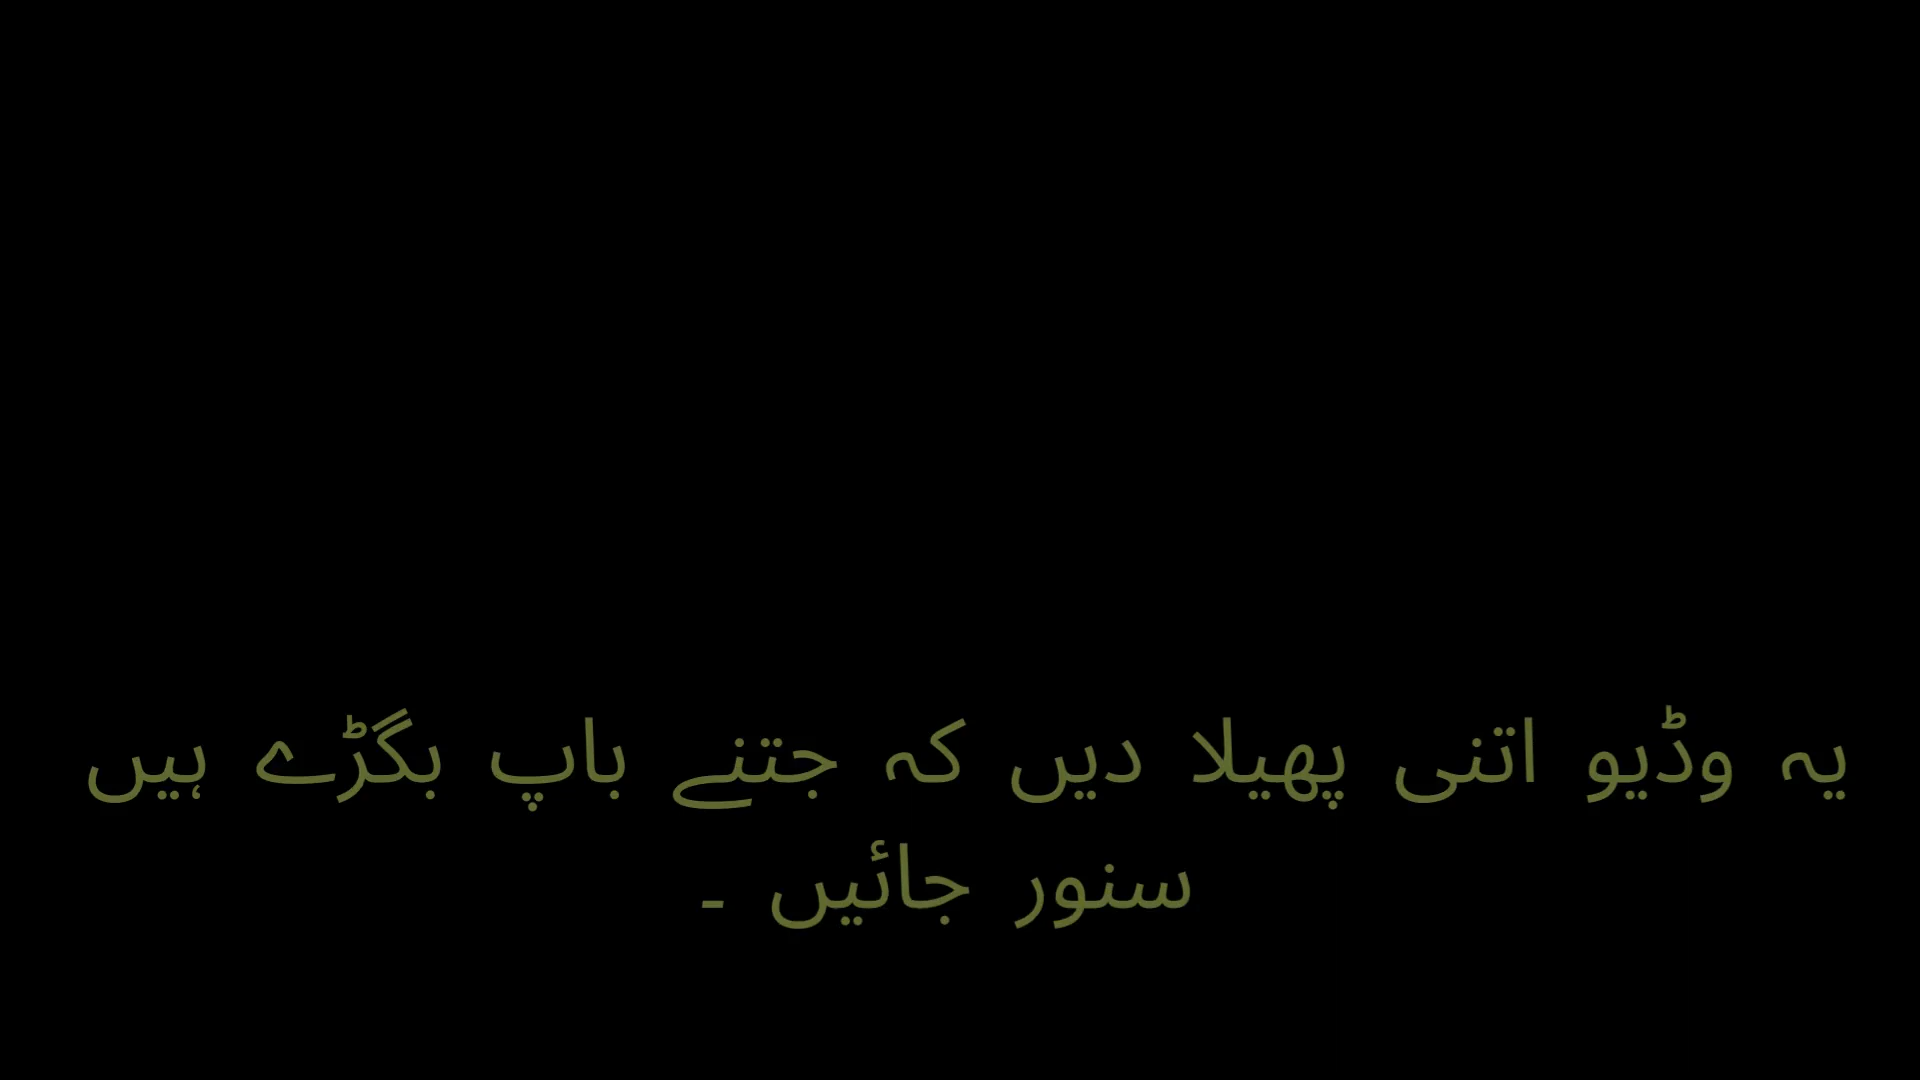 یہ وڈیو اتنی پھیلا دیں کہ جتنے باپ بگڑے ہیں
سنور جائیں ۔